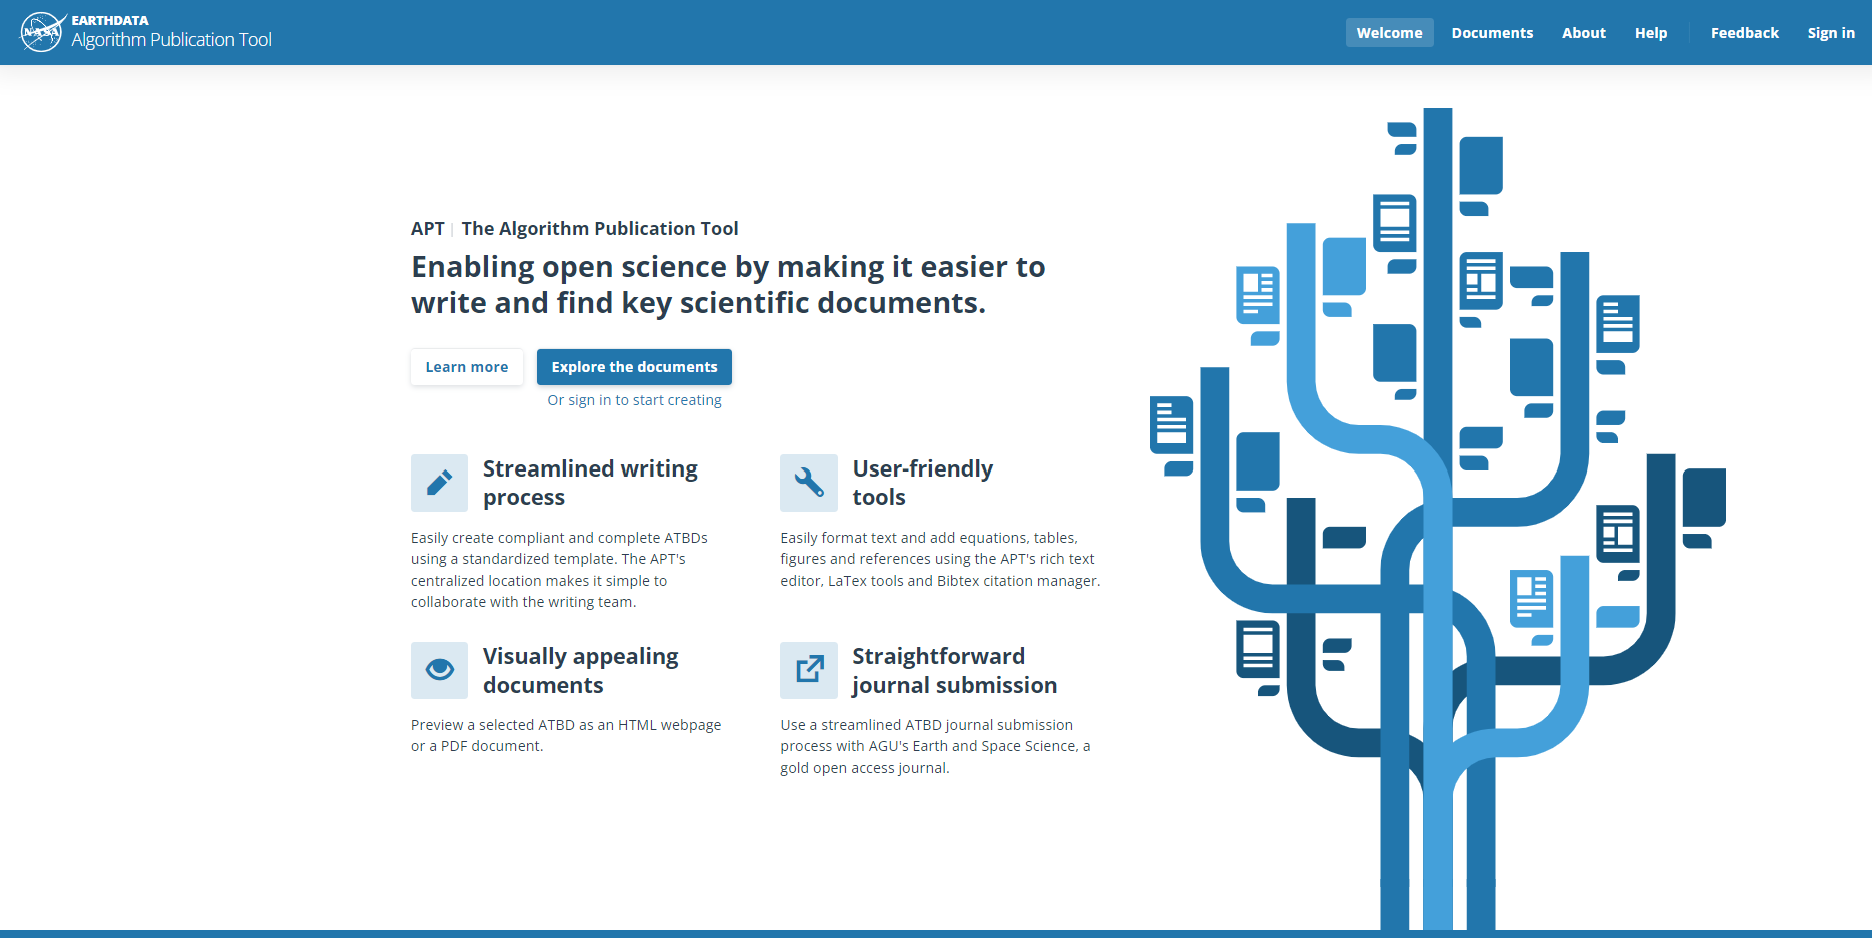 NASA
EARTHDATA
Algorithm Publication Tool
Welcome
Documents
About
Help
Feedback
Sign in
APT | The Algorithm Publication Tool
Enabling open science by making it easier to
write and find key scientific documents.
Learn more
Explore the documents
Or sign in to start creating
Streamlined writing
process
Easily create compliant and complete ATBDs
using a standardized template. The APT's
centralized location makes it simple to
collaborate with the writing team.
User-friendly
tools
Easily format text and add equations, tables,
figures and references using the APT's rich text
editor, LaTex tools and Bibtex citation manager.
Visually appealing
documents
Preview a selected ATBD as an HTML webpage
or a PDF document.
Straightforward
journal submission
Use a streamlined ATBD journal submission
process with AGU's Earth and Space Science, a
gold open access journal.